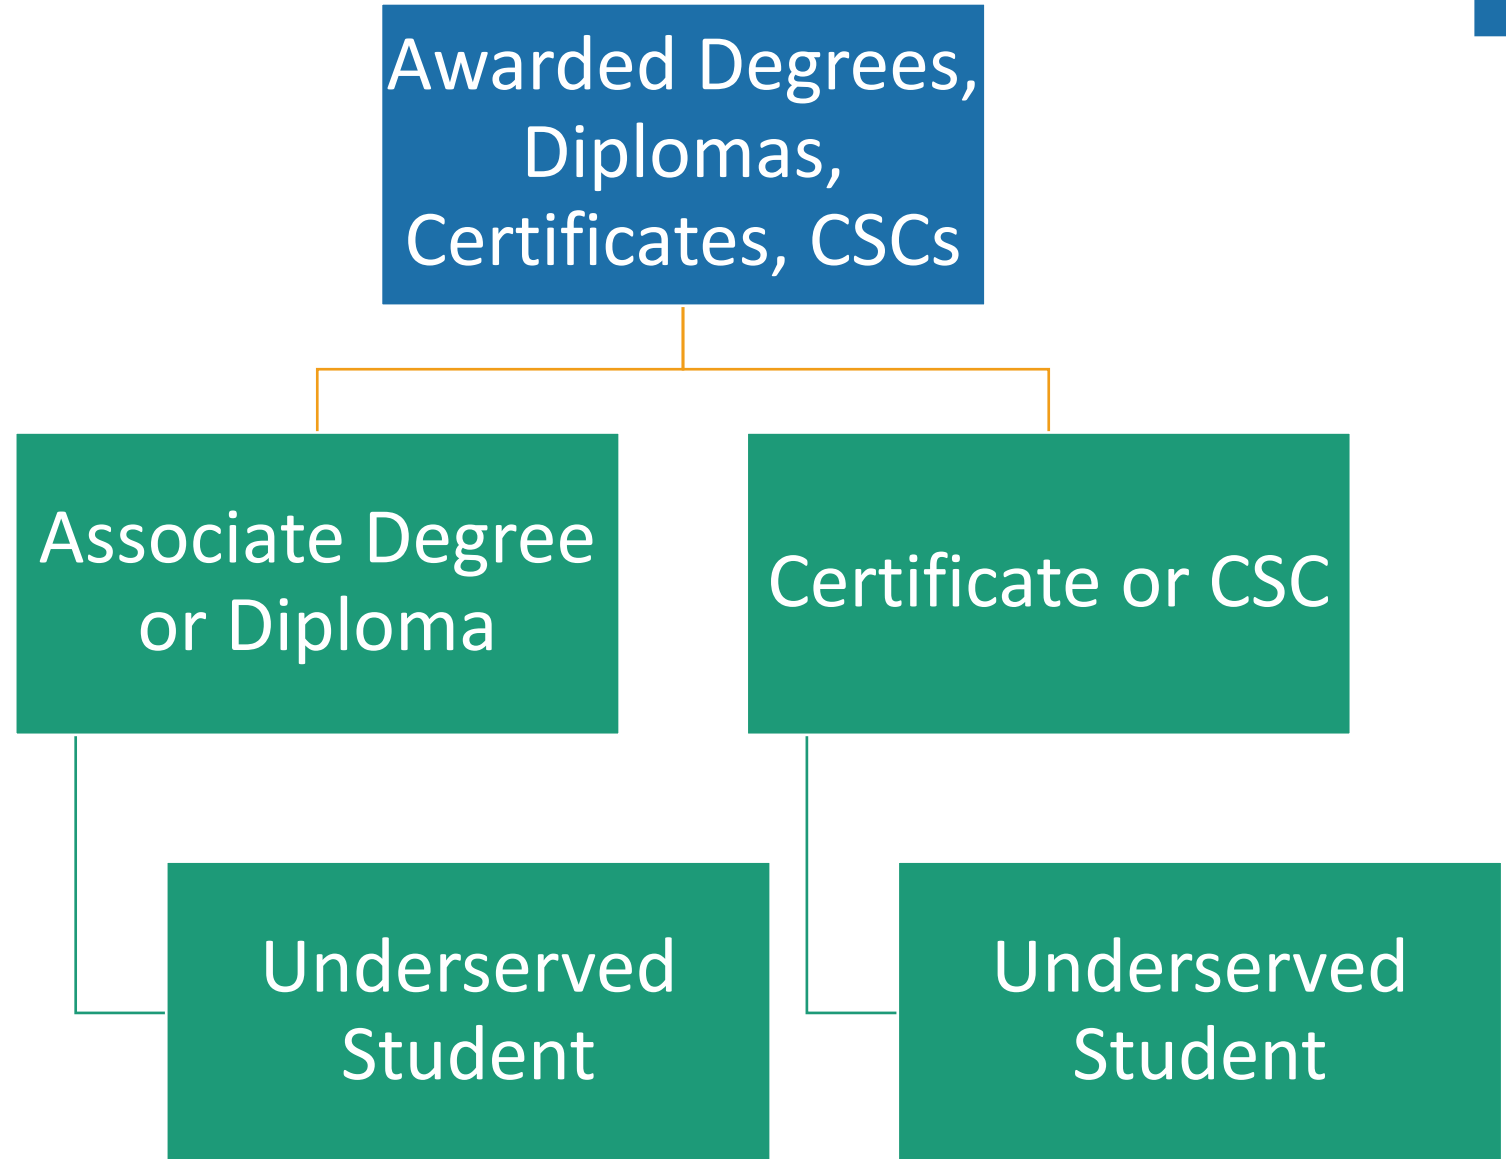 Awarded Degrees,
Diplomas,
Certificates, CSCs
Associate Degree
or Diploma
Certificate or CSC
Underserved
Student
Underserved
Student